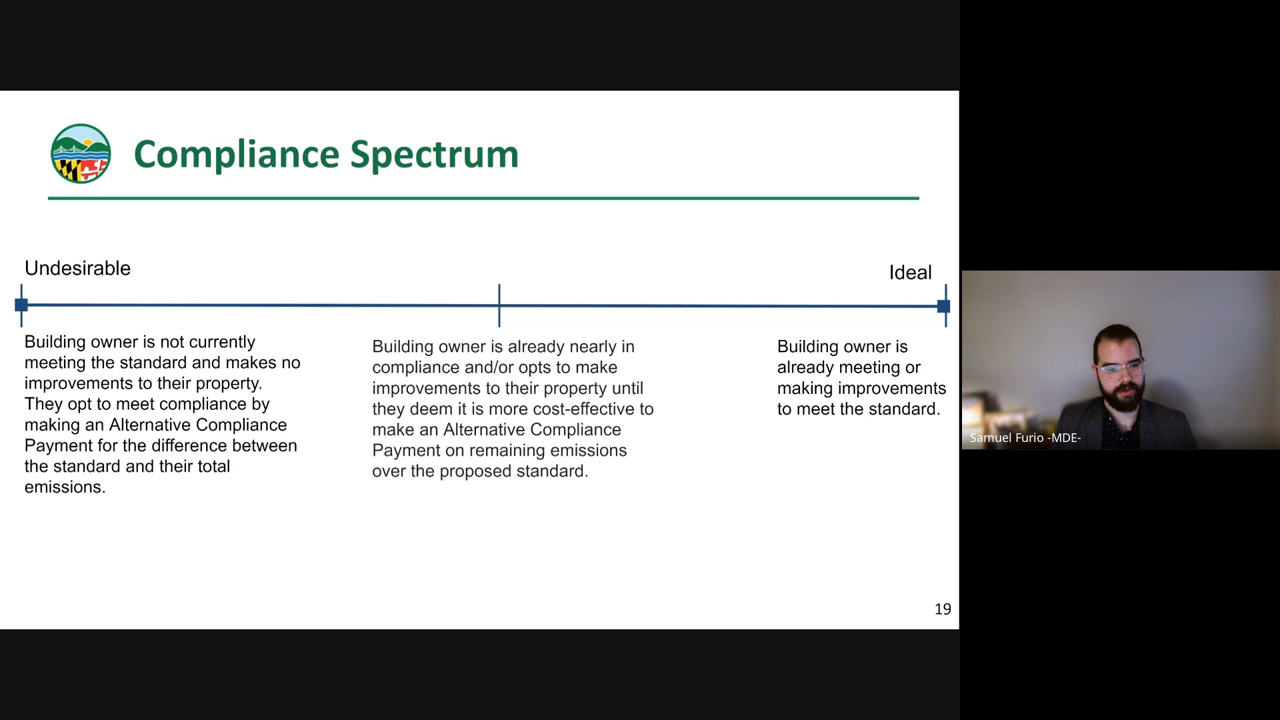 Compliance Spectrum
Undesirable
Ideal
Building owner is not currently
meeting the standard and makes no
improvements to their property.
They opt to meet compliance by
making an Alternative Compliance
Payment for the difference between
the standard and their total
emissions.
Building owner is already nearly in
compliance and/or opts to make
improvements to their property until
they deem it is more cost-effective to
make an Alternative Compliance
Payment on remaining emissions
over the proposed standard.
Building owner is
already meeting or
making improvements
to meet the standard.
19
Samuel Furio -MDE-